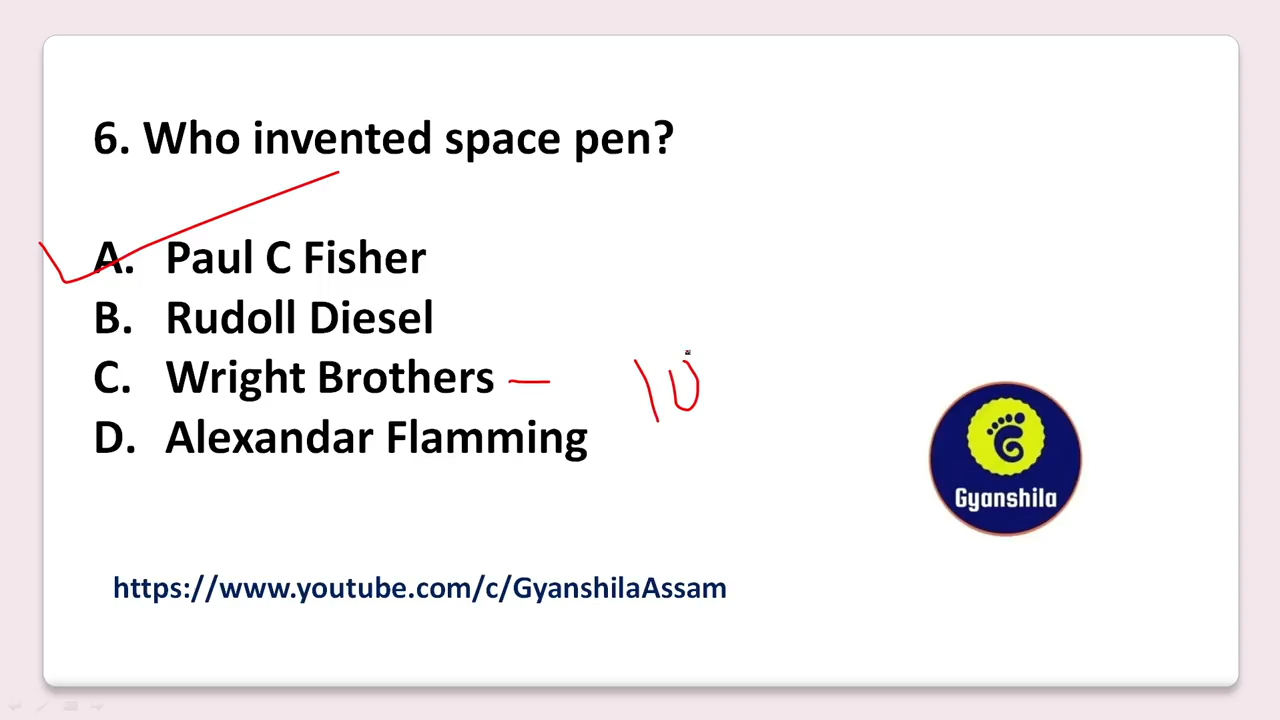 6. Who invented space pen?
A. Paul C Fisher
B. Rudoll Diesel
C. Wright Brothers — 10
D. Alexandar Flamming
Gyanshila
https://www.youtube.com/c/GyanshilaAssam